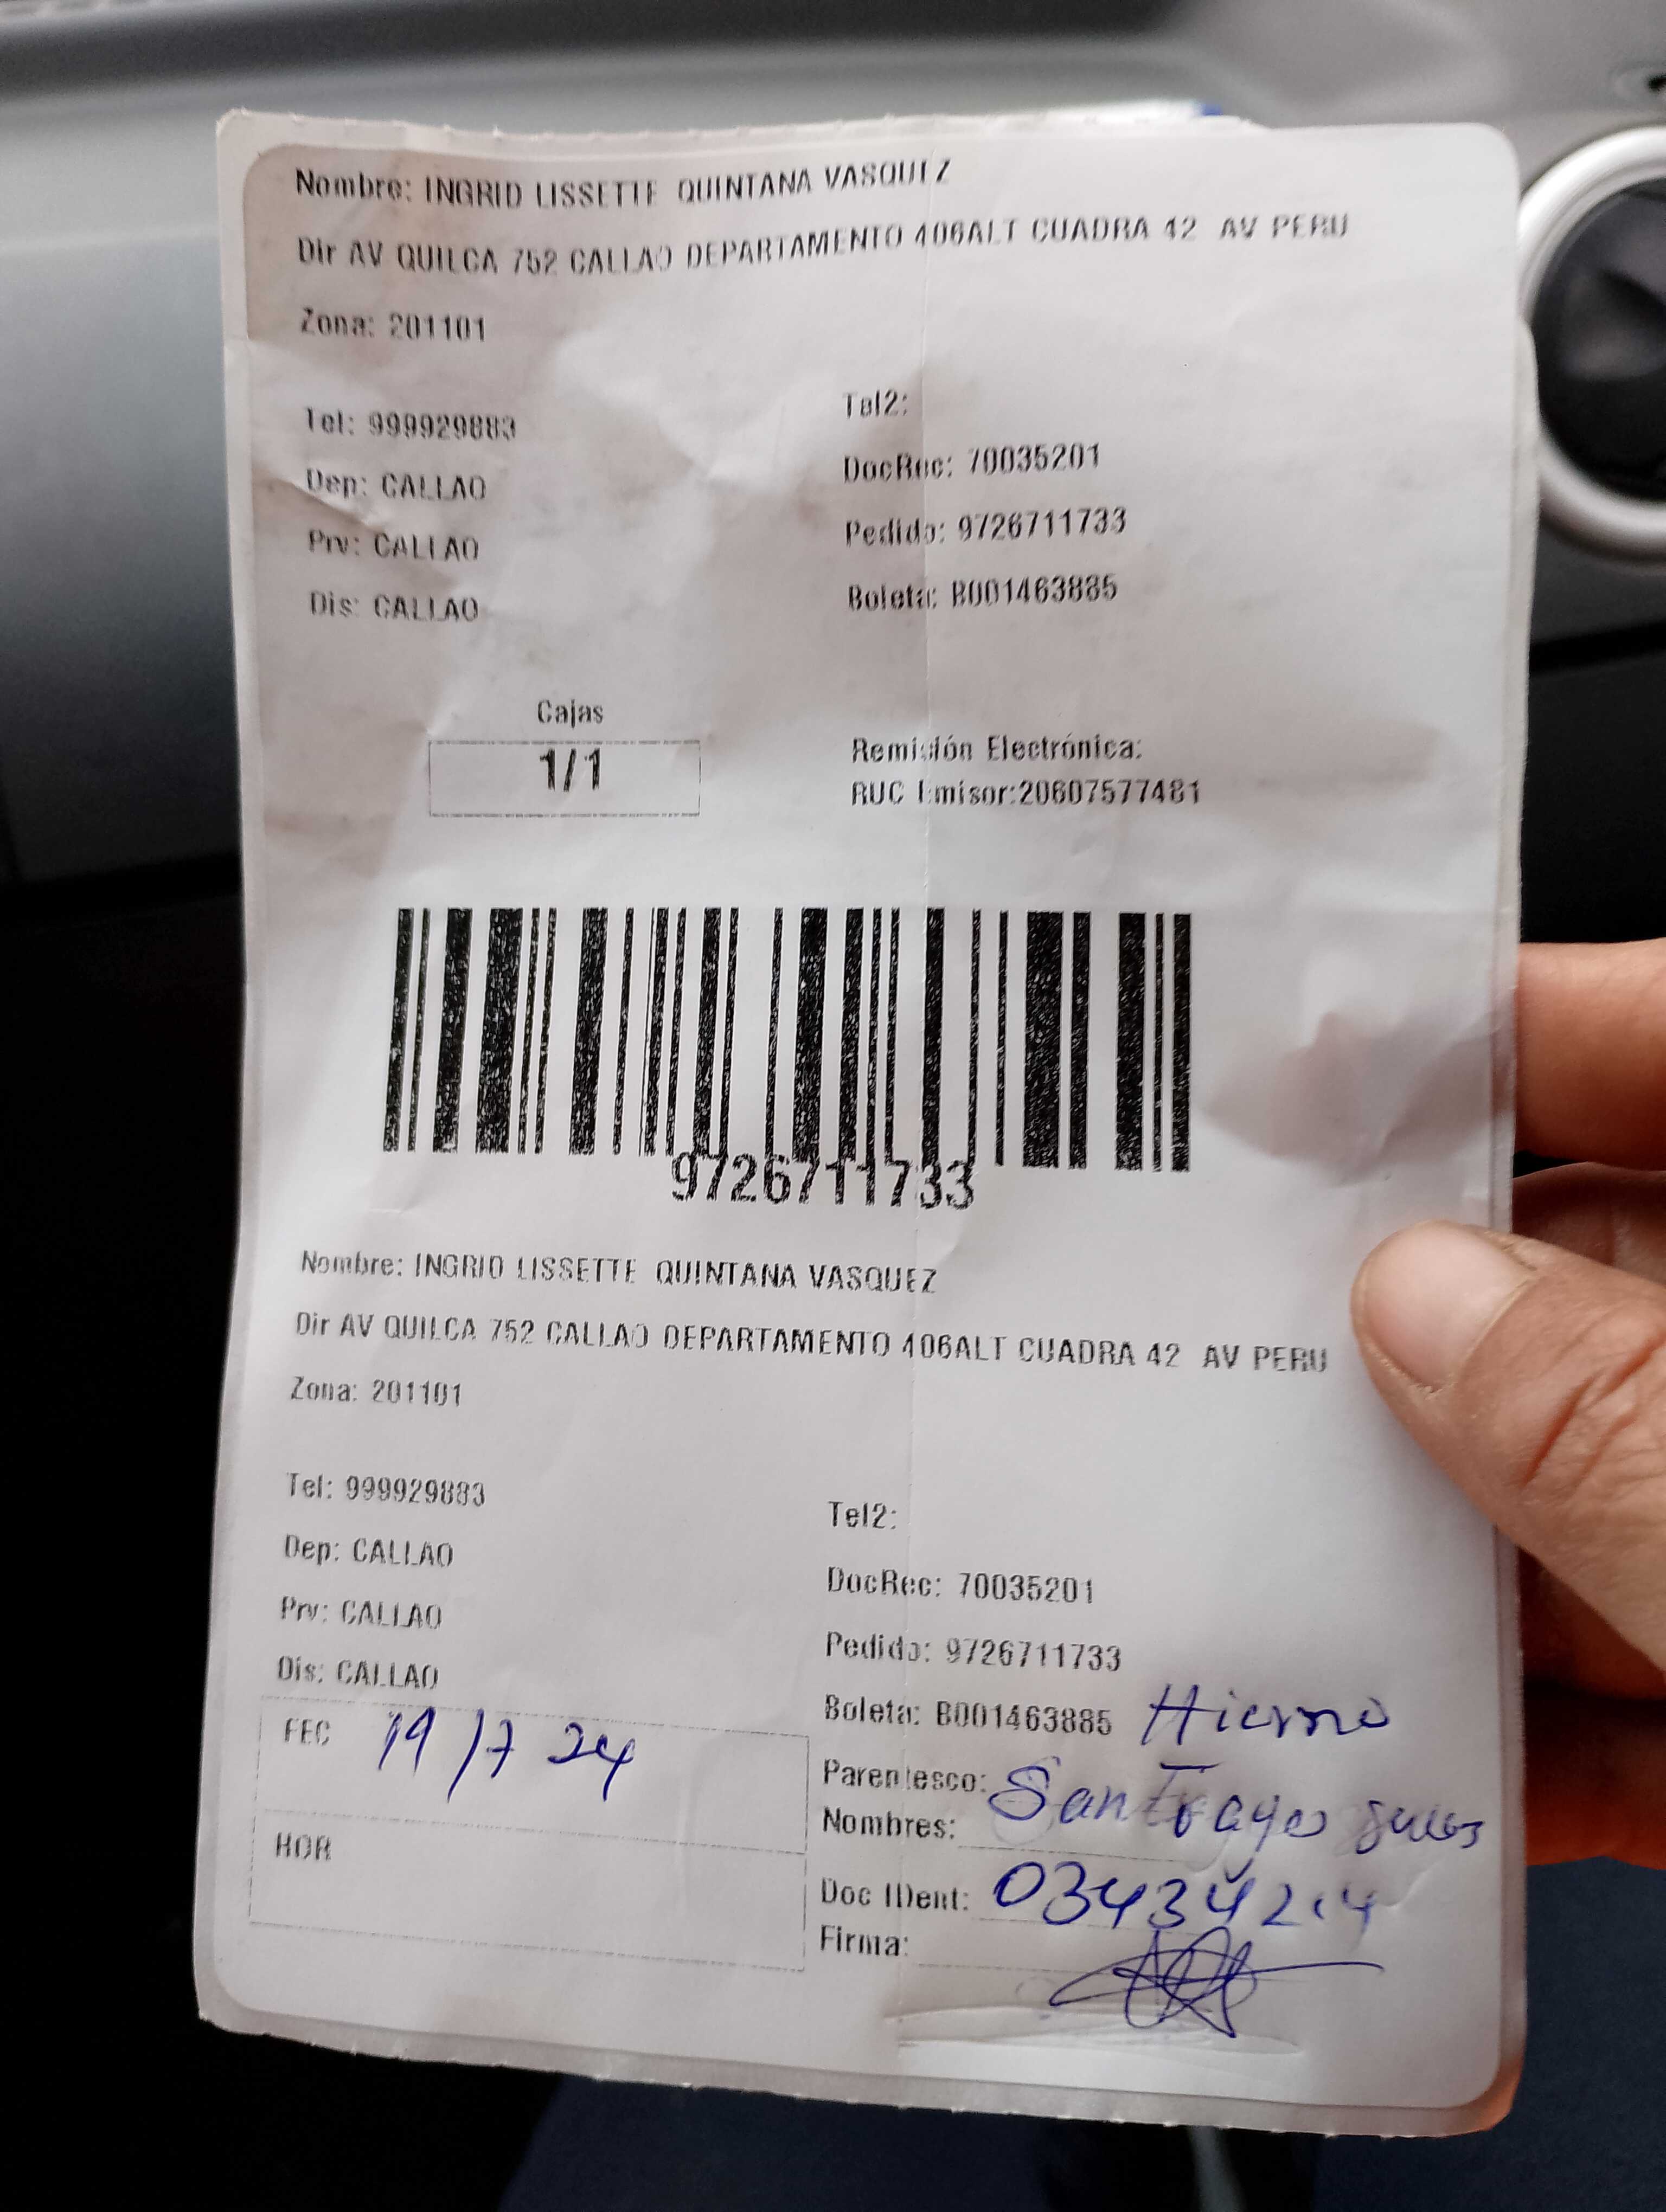 Nombre: INGRID LISSETTE QUINTANA VASQUEZ
Dir AV QUILCA 752 CALLAO DEPARTAMENTO 406ALT CUADRA 42 AV PERU
Zona: 201101
Tel: 999929883
Tel2:
Dep: CALLAO
DocRec: 70035201
Prv: CALLAO
Pedido: 9726711733
Dis: CALLAO
Boleta: B001463885
Cajas
1/1
Remisión Electrónica:
RUC Emisor:20607577481
9726711733
Nombre: INGRID LISSETTE QUINTANA VASQUEZ
Dir AV QUILCA 752 CALLAO DEPARTAMENTO 406ALT CUADRA 42 AV PERU
Zona: 201101
Tel: 999929883
Tel2:
Dep: CALLAO
DocRec: 70035201
Prv: CALLAO
Pedido: 9726711733
Dis: CALLAO
Boleta: B001463885
FEC 19/7 24
Parentesco:
Nombres:
HOR
Doc IDent:
Firma: